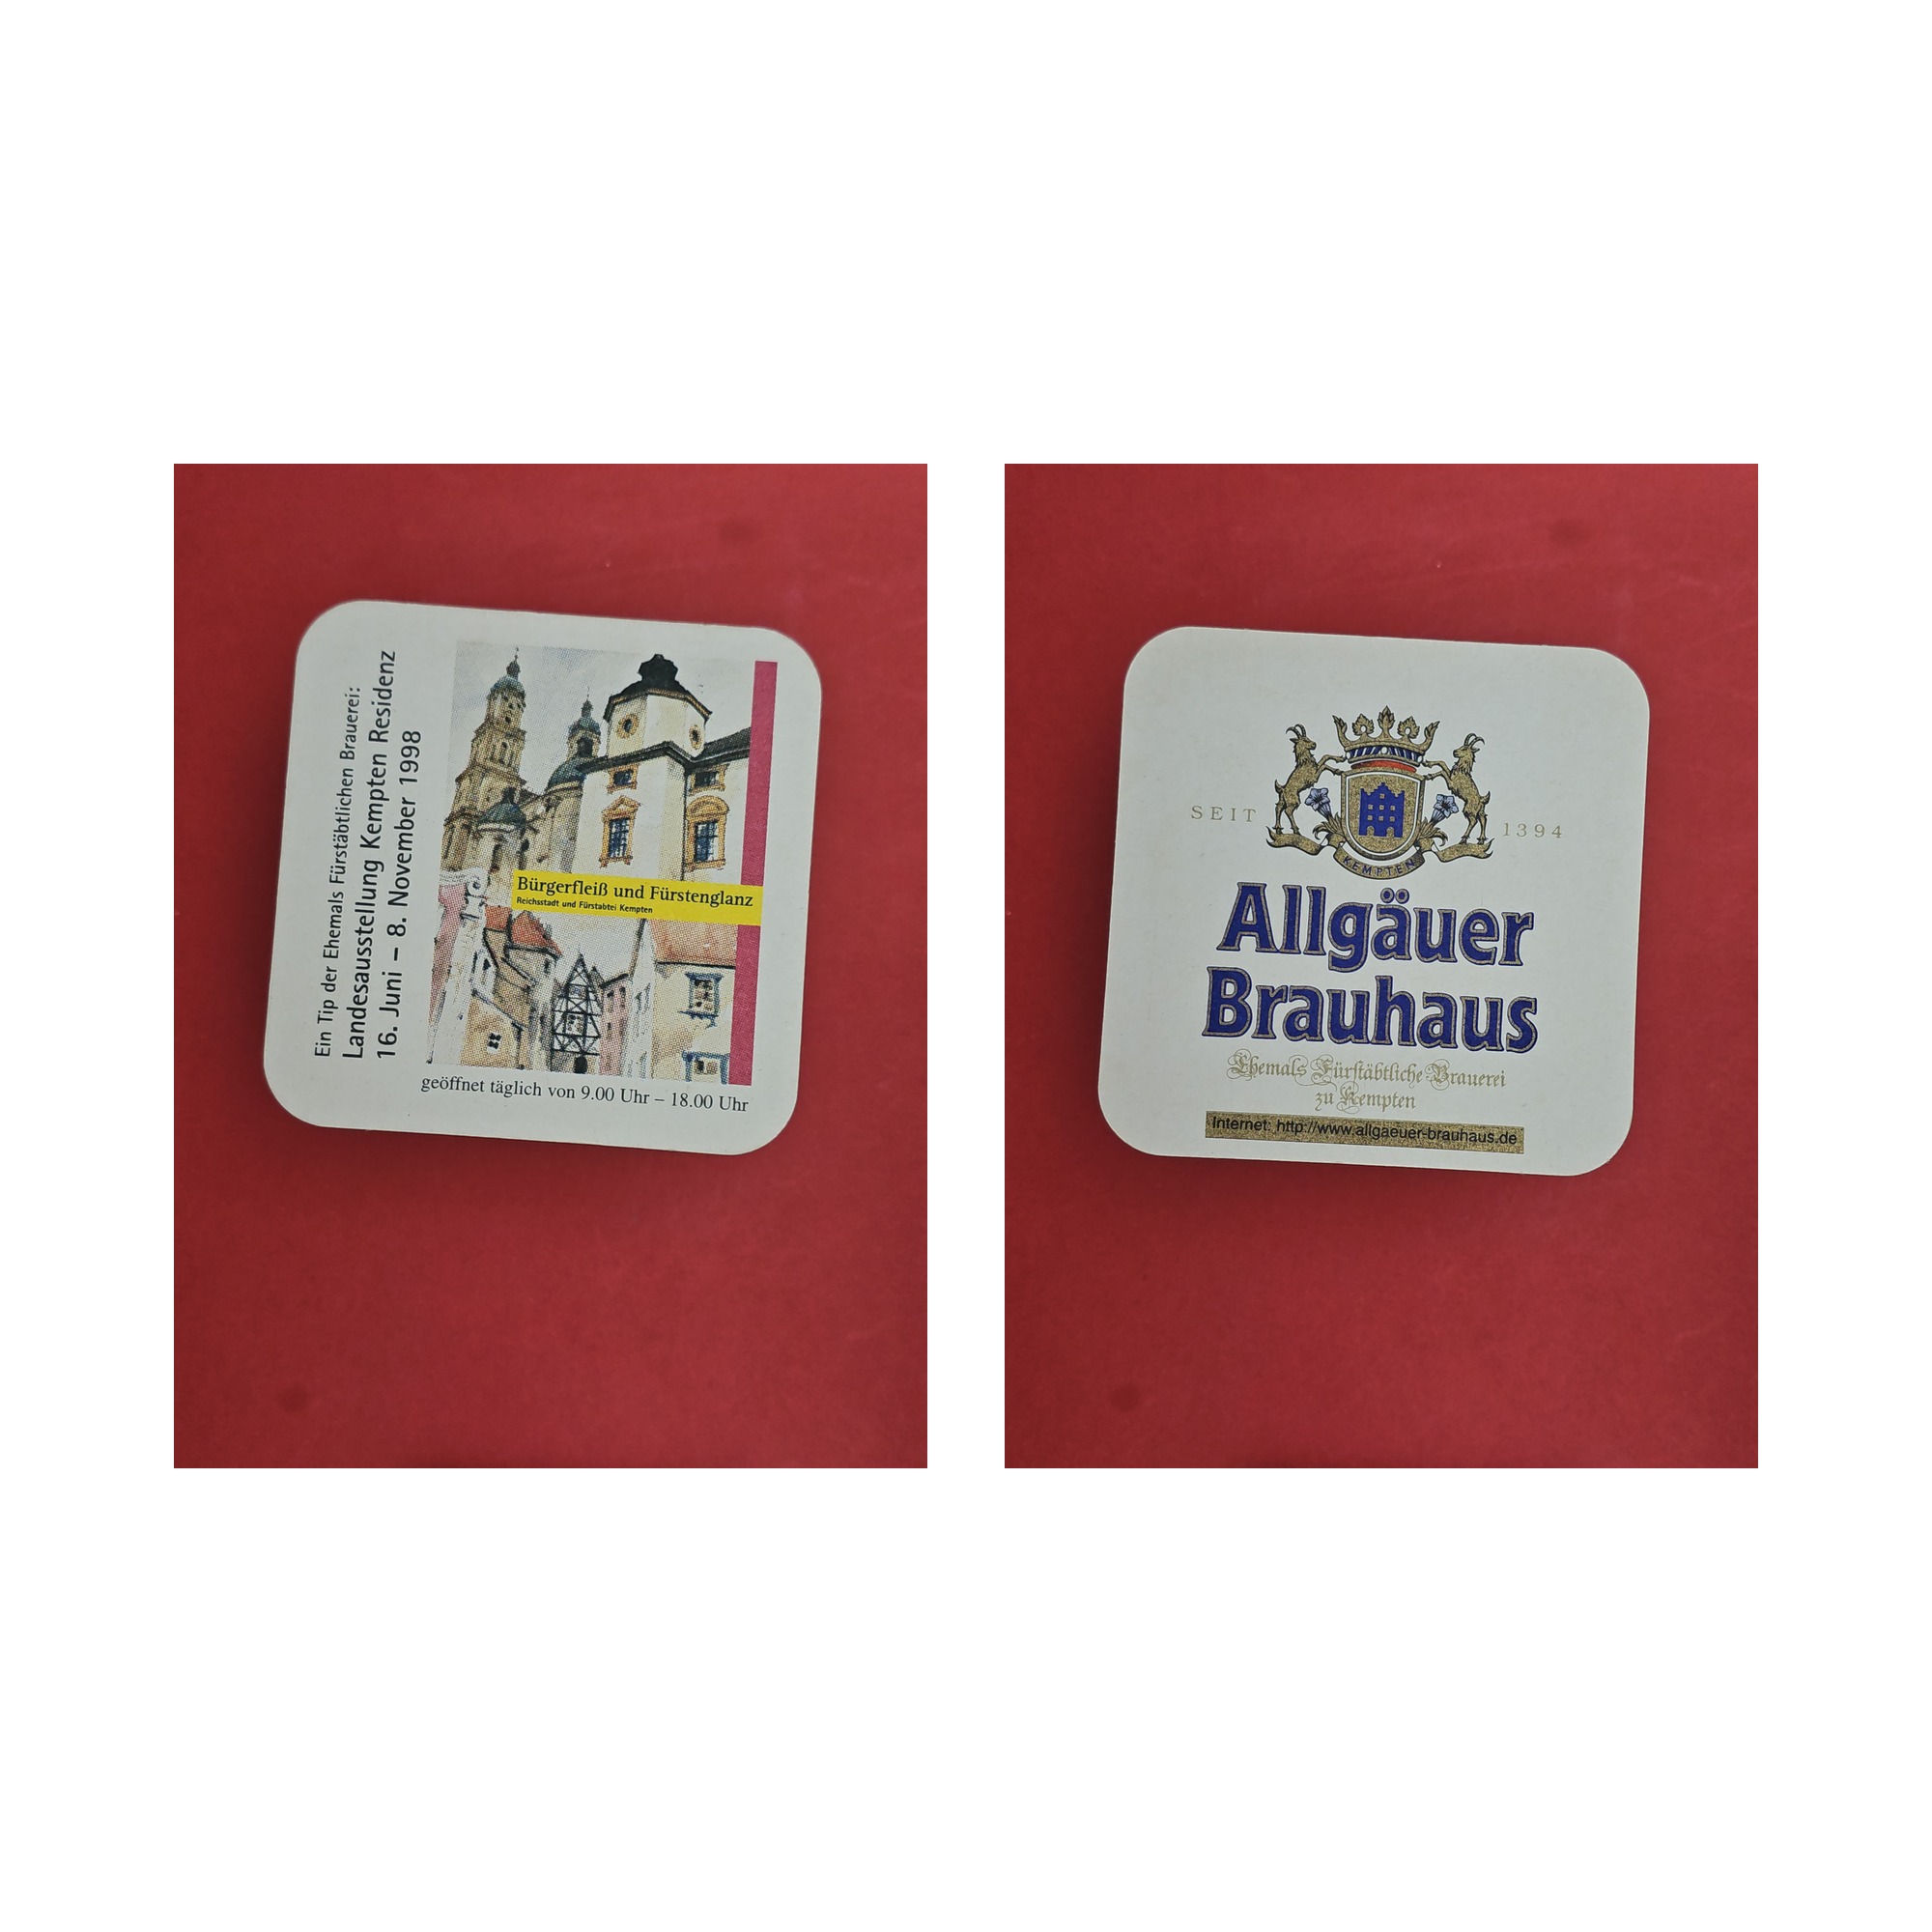 Ein Tip der Ehemals Fürstäbtlichen Brauerei:
Landesausstellung Kempten Residenz
16. Juni – 8. November 1998
Bürgerfleiß und Fürstenglanz
Reichsstadt und Fürstabtei Kempten
geöffnet täglich von 9.00 Uhr – 18.00 Uhr
SEIT 1394
KEMPTEN
Allgäuer
Brauhaus
Ehemals Fürstäbtliche Brauerei
zu Kempten
Internet: http://www.allgaeuer-brauhaus.de